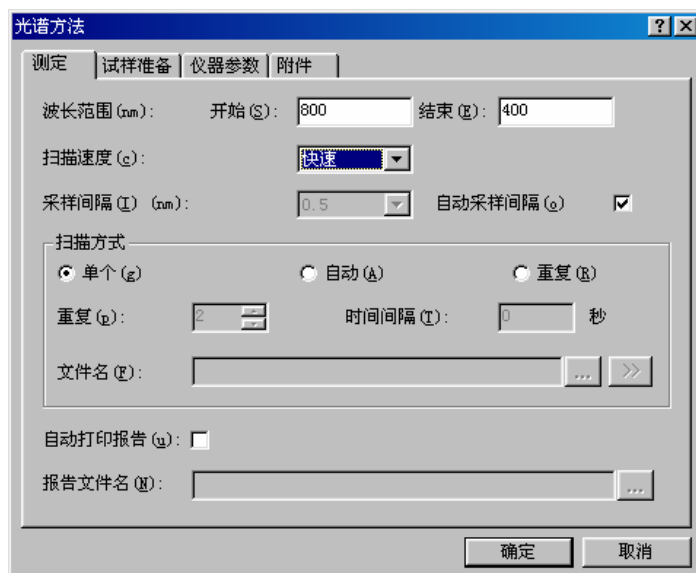 光谱方法
测定 试样准备 仪器参数 附件
波长范围(nm): 开始(S): 800 结束(E): 400
扫描速度(c): 快速
采样间隔(I) (nm): 0.5 自动采样间隔(o)
扫描方式
单个(g) 自动(A) 重复(R)
重复(p): 2 时间间隔(T): 0 秒
文件名(F): ... >>
自动打印报告(u):
报告文件名(N): ...
确定 取消